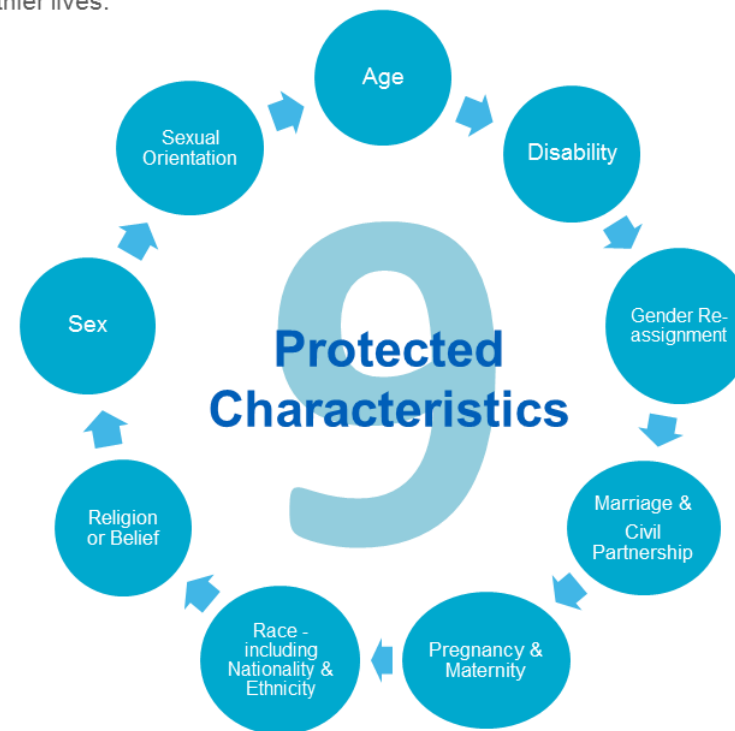 lives.
Age
Disability
Gender Re-
assignment
Marriage &
Civil
Partnership
Pregnancy &
Maternity
Race -
including
Nationality &
Ethnicity
Religion
or Belief
Sex
Sexual
Orientation
9
Protected
Characteristics